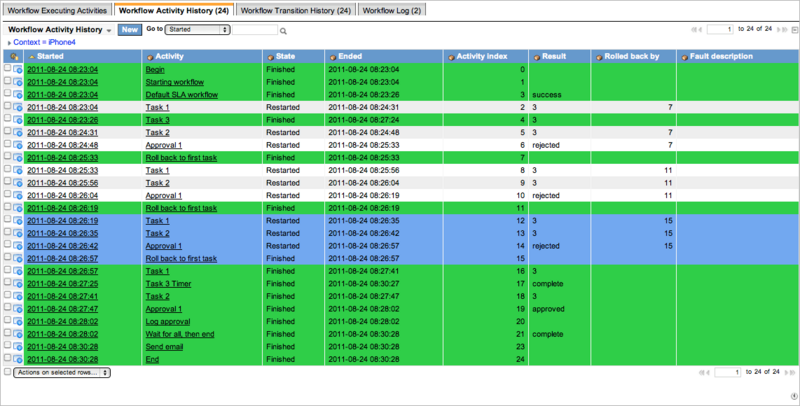 Workflow Executing Activities Workflow Activity History (24) Workflow Transition History (24) Workflow Log (2)
Workflow Activity History New Go to Started 1 to 24 of 24
Context = iPhone4
Started Activity State Ended Activity index Result Rolled back by Fault description
2011-08-24 08:23:04 Begin Finished 2011-08-24 08:23:04 0
2011-08-24 08:23:04 Starting workflow Finished 2011-08-24 08:23:04 1
2011-08-24 08:23:04 Default SLA workflow Finished 2011-08-24 08:23:26 3 success
2011-08-24 08:23:04 Task 1 Restarted 2011-08-24 08:24:31 2 3 7
2011-08-24 08:23:26 Task 3 Finished 2011-08-24 08:27:24 4 3
2011-08-24 08:24:31 Task 2 Restarted 2011-08-24 08:24:48 5 3 7
2011-08-24 08:24:48 Approval 1 Restarted 2011-08-24 08:25:33 6 rejected 7
2011-08-24 08:25:33 Roll back to first task Finished 2011-08-24 08:25:33 7
2011-08-24 08:25:33 Task 1 Restarted 2011-08-24 08:25:56 8 3 11
2011-08-24 08:25:56 Task 2 Restarted 2011-08-24 08:26:04 9 3 11
2011-08-24 08:26:04 Approval 1 Restarted 2011-08-24 08:26:19 10 rejected 11
2011-08-24 08:26:19 Roll back to first task Finished 2011-08-24 08:26:19 11
2011-08-24 08:26:19 Task 1 Restarted 2011-08-24 08:26:35 12 3 15
2011-08-24 08:26:35 Task 2 Restarted 2011-08-24 08:26:42 13 3 15
2011-08-24 08:26:42 Approval 1 Restarted 2011-08-24 08:26:57 14 rejected 15
2011-08-24 08:26:57 Roll back to first task Finished 2011-08-24 08:26:57 15
2011-08-24 08:26:57 Task 1 Finished 2011-08-24 08:27:41 16 3
2011-08-24 08:27:25 Task 3 Timer Finished 2011-08-24 08:30:27 17 complete
2011-08-24 08:27:41 Task 2 Finished 2011-08-24 08:27:47 18 3
2011-08-24 08:27:47 Approval 1 Finished 2011-08-24 08:28:02 19 approved
2011-08-24 08:28:02 Log approval Finished 2011-08-24 08:28:02 20
2011-08-24 08:28:02 Wait for all, then end Finished 2011-08-24 08:30:28 21 complete
2011-08-24 08:30:28 Send email Finished 2011-08-24 08:30:28 23
2011-08-24 08:30:28 End Finished 2011-08-24 08:30:28 24
Actions on selected rows... 1 to 24 of 24